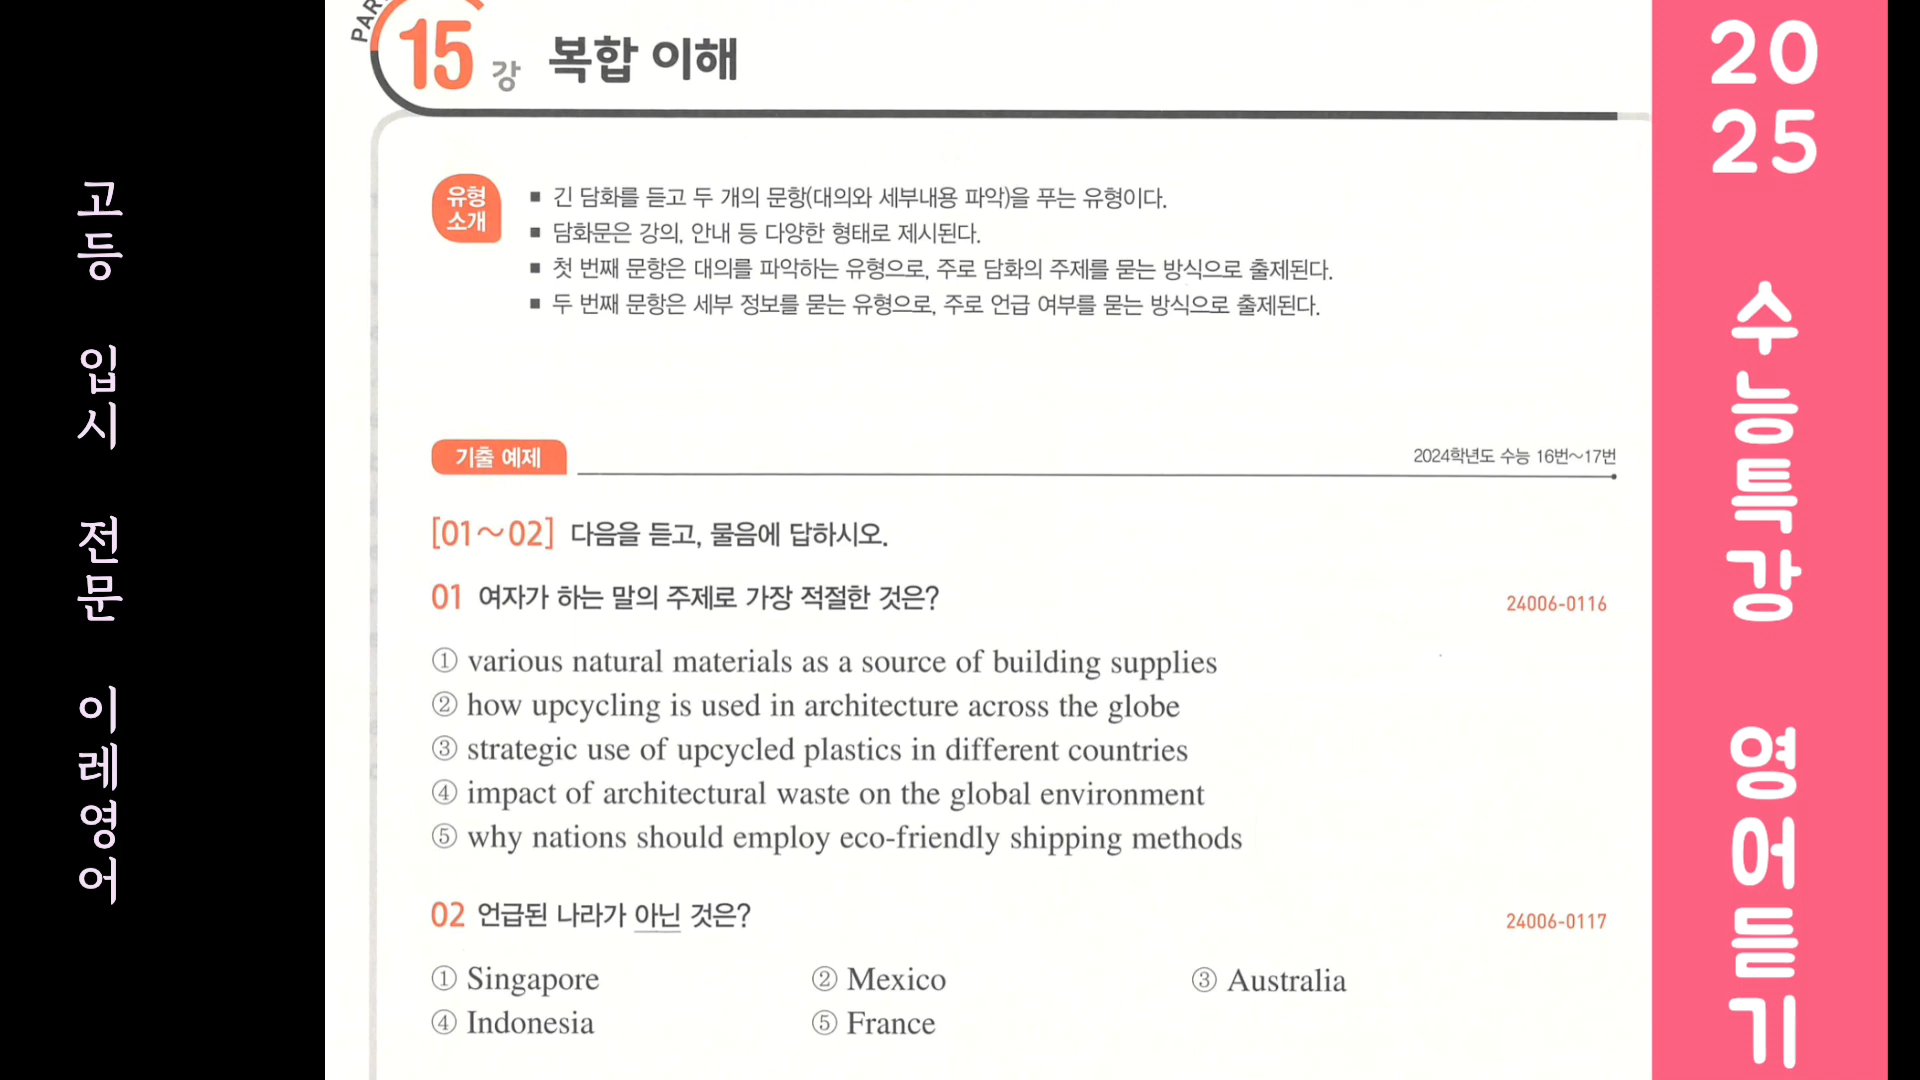 고등 입시 전문 이레영어
PAR
15강 복합 이해
유형
소개
■ 긴 담화를 듣고 두 개의 문항(대의와 세부내용 파악)을 푸는 유형이다.
■ 담화문은 강의, 안내 등 다양한 형태로 제시된다.
■ 첫 번째 문항은 대의를 파악하는 유형으로, 주로 담화의 주제를 묻는 방식으로 출제된다.
■ 두 번째 문항은 세부 정보를 묻는 유형으로, 주로 언급 여부를 묻는 방식으로 출제된다.
기출 예제
2024학년도 수능 16번~17번
[01~02] 다음을 듣고, 물음에 답하시오.
01 여자가 하는 말의 주제로 가장 적절한 것은?
24006-0116
① various natural materials as a source of building supplies
② how upcycling is used in architecture across the globe
③ strategic use of upcycled plastics in different countries
④ impact of architectural waste on the global environment
⑤ why nations should employ eco-friendly shipping methods
02 언급된 나라가 아닌 것은?
24006-0117
① Singapore ② Mexico ③ Australia
④ Indonesia ⑤ France
2025 수능특강 영어듣기